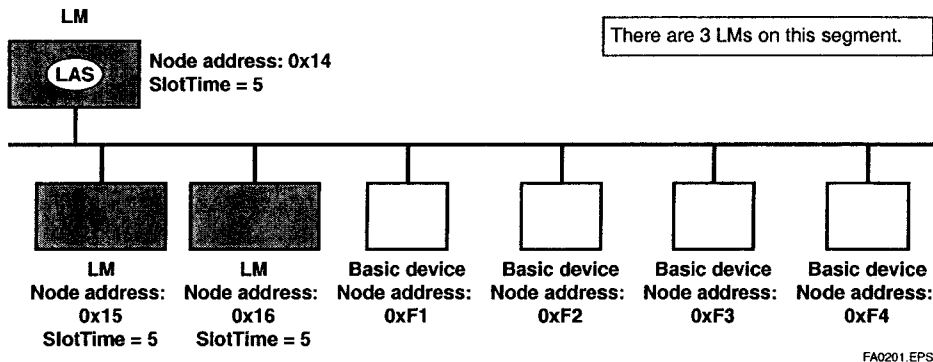 LM
There are 3 LMs on this segment.
LAS
Node address: 0x14
SlotTime = 5
LM
Node address:
0x15
SlotTime = 5
LM
Node address:
0x16
SlotTime = 5
Basic device
Node address:
0xF1
Basic device
Node address:
0xF2
Basic device
Node address:
0xF3
Basic device
Node address:
0xF4
FA0201.EPS